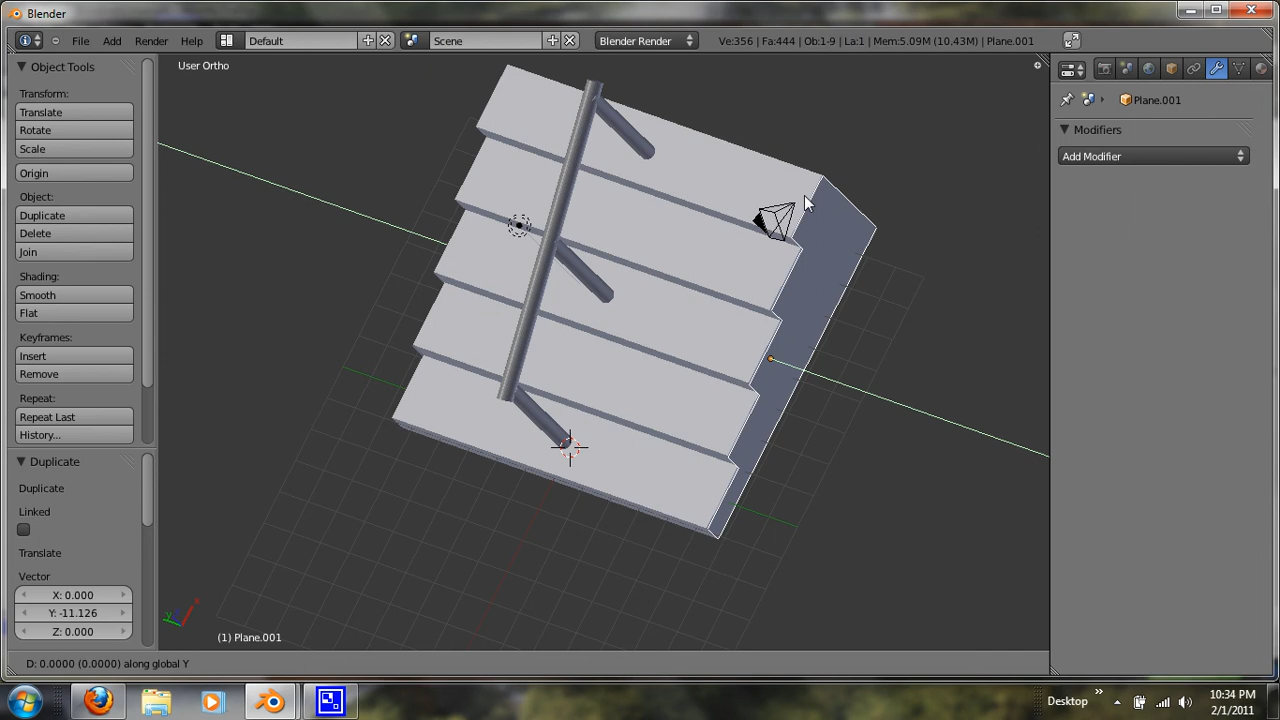 Blender
File Add Render Help Default Scene Blender Render Ve:356 | Fa:444 | Ob:1-9 | La:1 | Mem:5.09M (10.43M) | Plane.001
Object Tools
User Ortho
Transform:
Translate
Rotate
Scale
Origin
Object:
Duplicate
Delete
Join
Shading:
Smooth
Flat
Keyframes:
Insert
Remove
Repeat:
Repeat Last
History...
Duplicate
Duplicate
Linked
Translate
Vector
X: 0.000
Y: -11.126
Z: 0.000
(1) Plane.001
D: 0.0000 (0.0000) along global Y
Plane.001
Modifiers
Add Modifier
Desktop
10:34 PM
2/1/2011